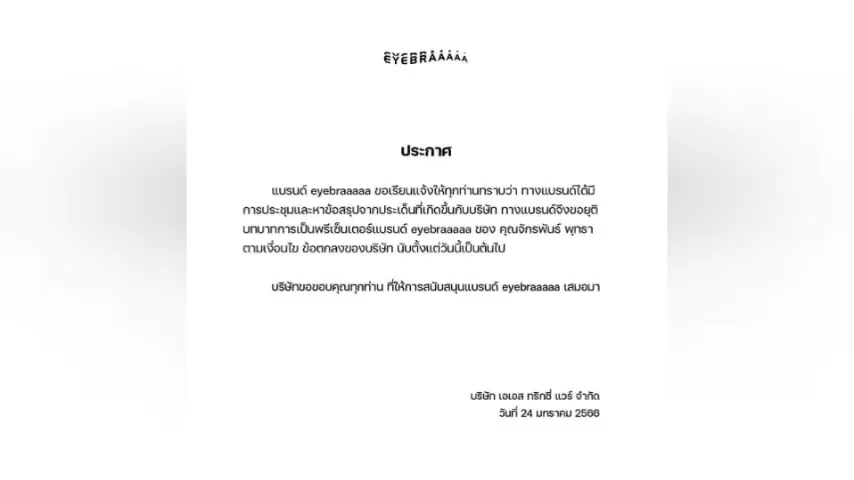 EYEBRAAAAA
ประกาศ
แบรนด์ eyebraaaaa ขอเรียนแจ้งให้ทุกท่านทราบว่า ทางแบรนด์ได้มี
การประชุมและหาข้อสรุปจากประเด็นที่เกิดขึ้นกับบริษัท ทางแบรนด์จึงขอยุติ
บทบาทการเป็นพรีเซ็นเตอร์แบรนด์ eyebraaaaa ของ คุณจักรพันธ์ พุทธา
ตามเงื่อนไข ข้อตกลงของบริษัท นับตั้งแต่วันนี้เป็นต้นไป
บริษัทขอขอบคุณทุกท่าน ที่ให้การสนับสนุนแบรนด์ eyebraaaaa เสมอมา
บริษัท เอเอส ทริกซี่ แวร์ จำกัด
วันที่ 24 มกราคม 2566